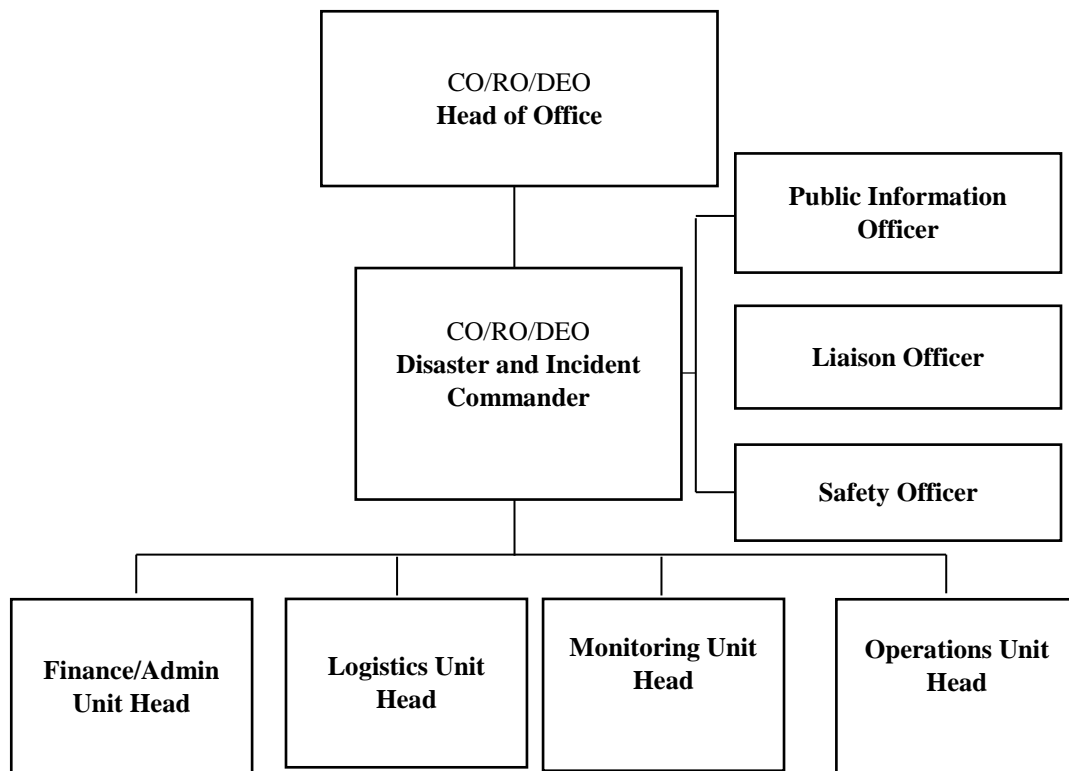 CO/RO/DEO
Head of Office
Public Information
Officer
CO/RO/DEO
Disaster and Incident
Commander
Liaison Officer
Safety Officer
Finance/Admin
Unit Head
Logistics Unit
Head
Monitoring Unit
Head
Operations Unit
Head